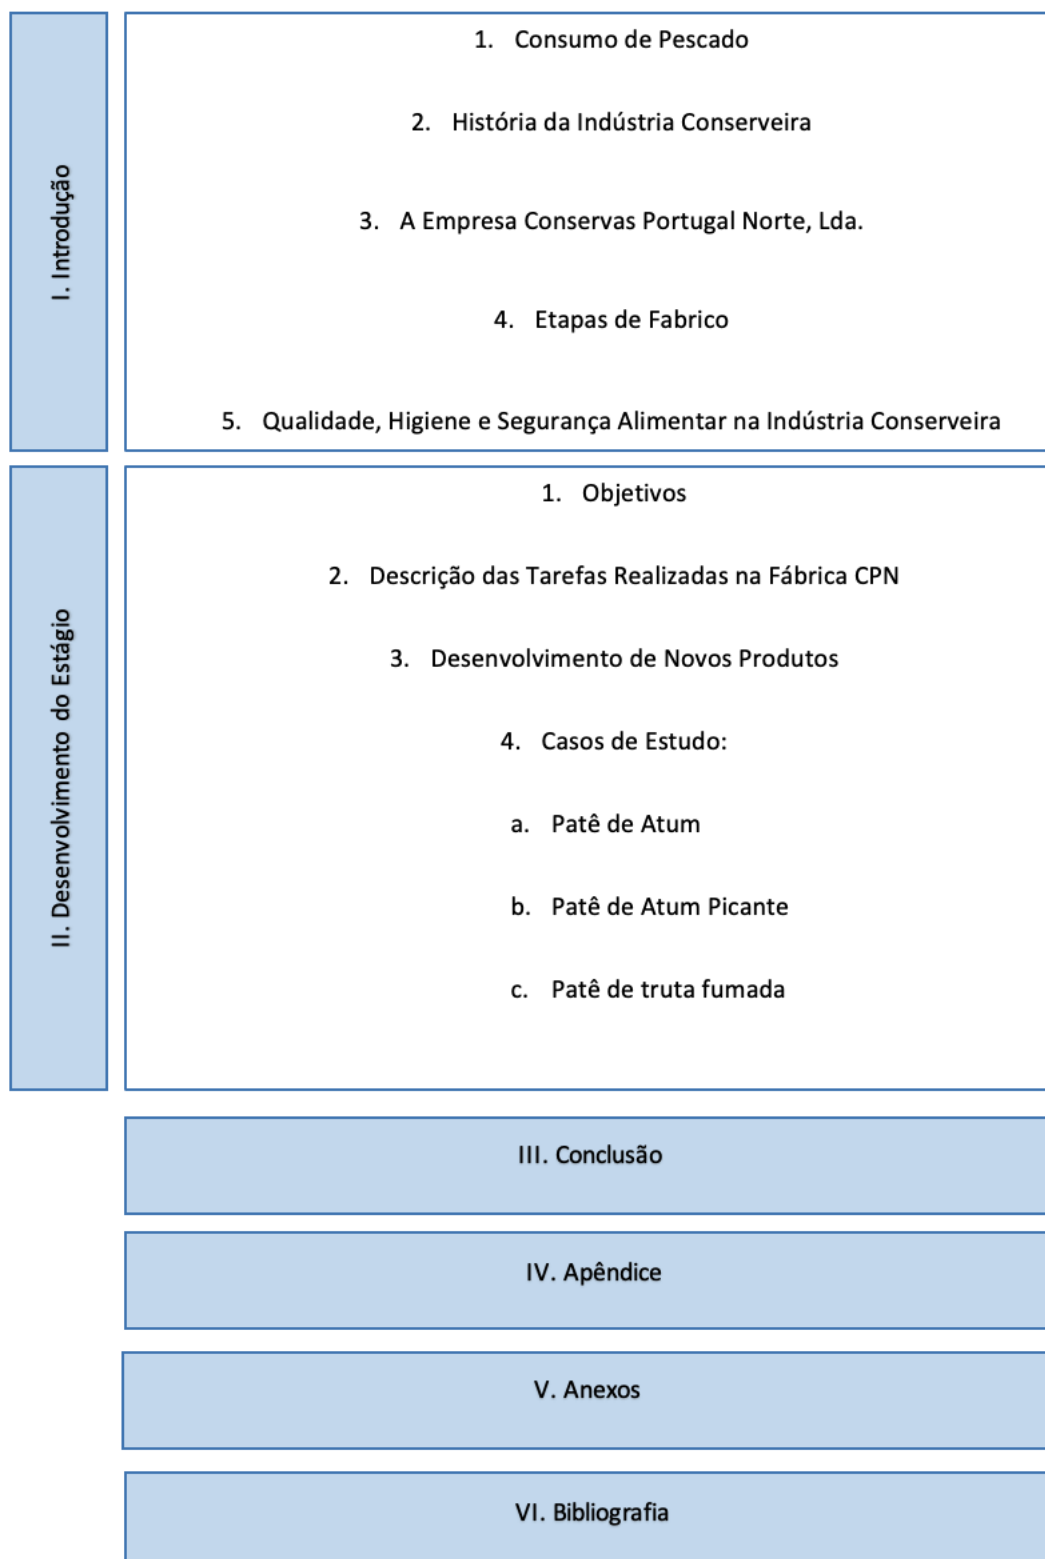 I. Introdução
1. Consumo de Pescado
2. História da Indústria Conserveira
3. A Empresa Conservas Portugal Norte, Lda.
4. Etapas de Fabrico
5. Qualidade, Higiene e Segurança Alimentar na Indústria Conserveira
II. Desenvolvimento do Estágio
1. Objetivos
2. Descrição das Tarefas Realizadas na Fábrica CPN
3. Desenvolvimento de Novos Produtos
4. Casos de Estudo:
a. Patê de Atum
b. Patê de Atum Picante
c. Patê de truta fumada
III. Conclusão
IV. Apêndice
V. Anexos
VI. Bibliografia